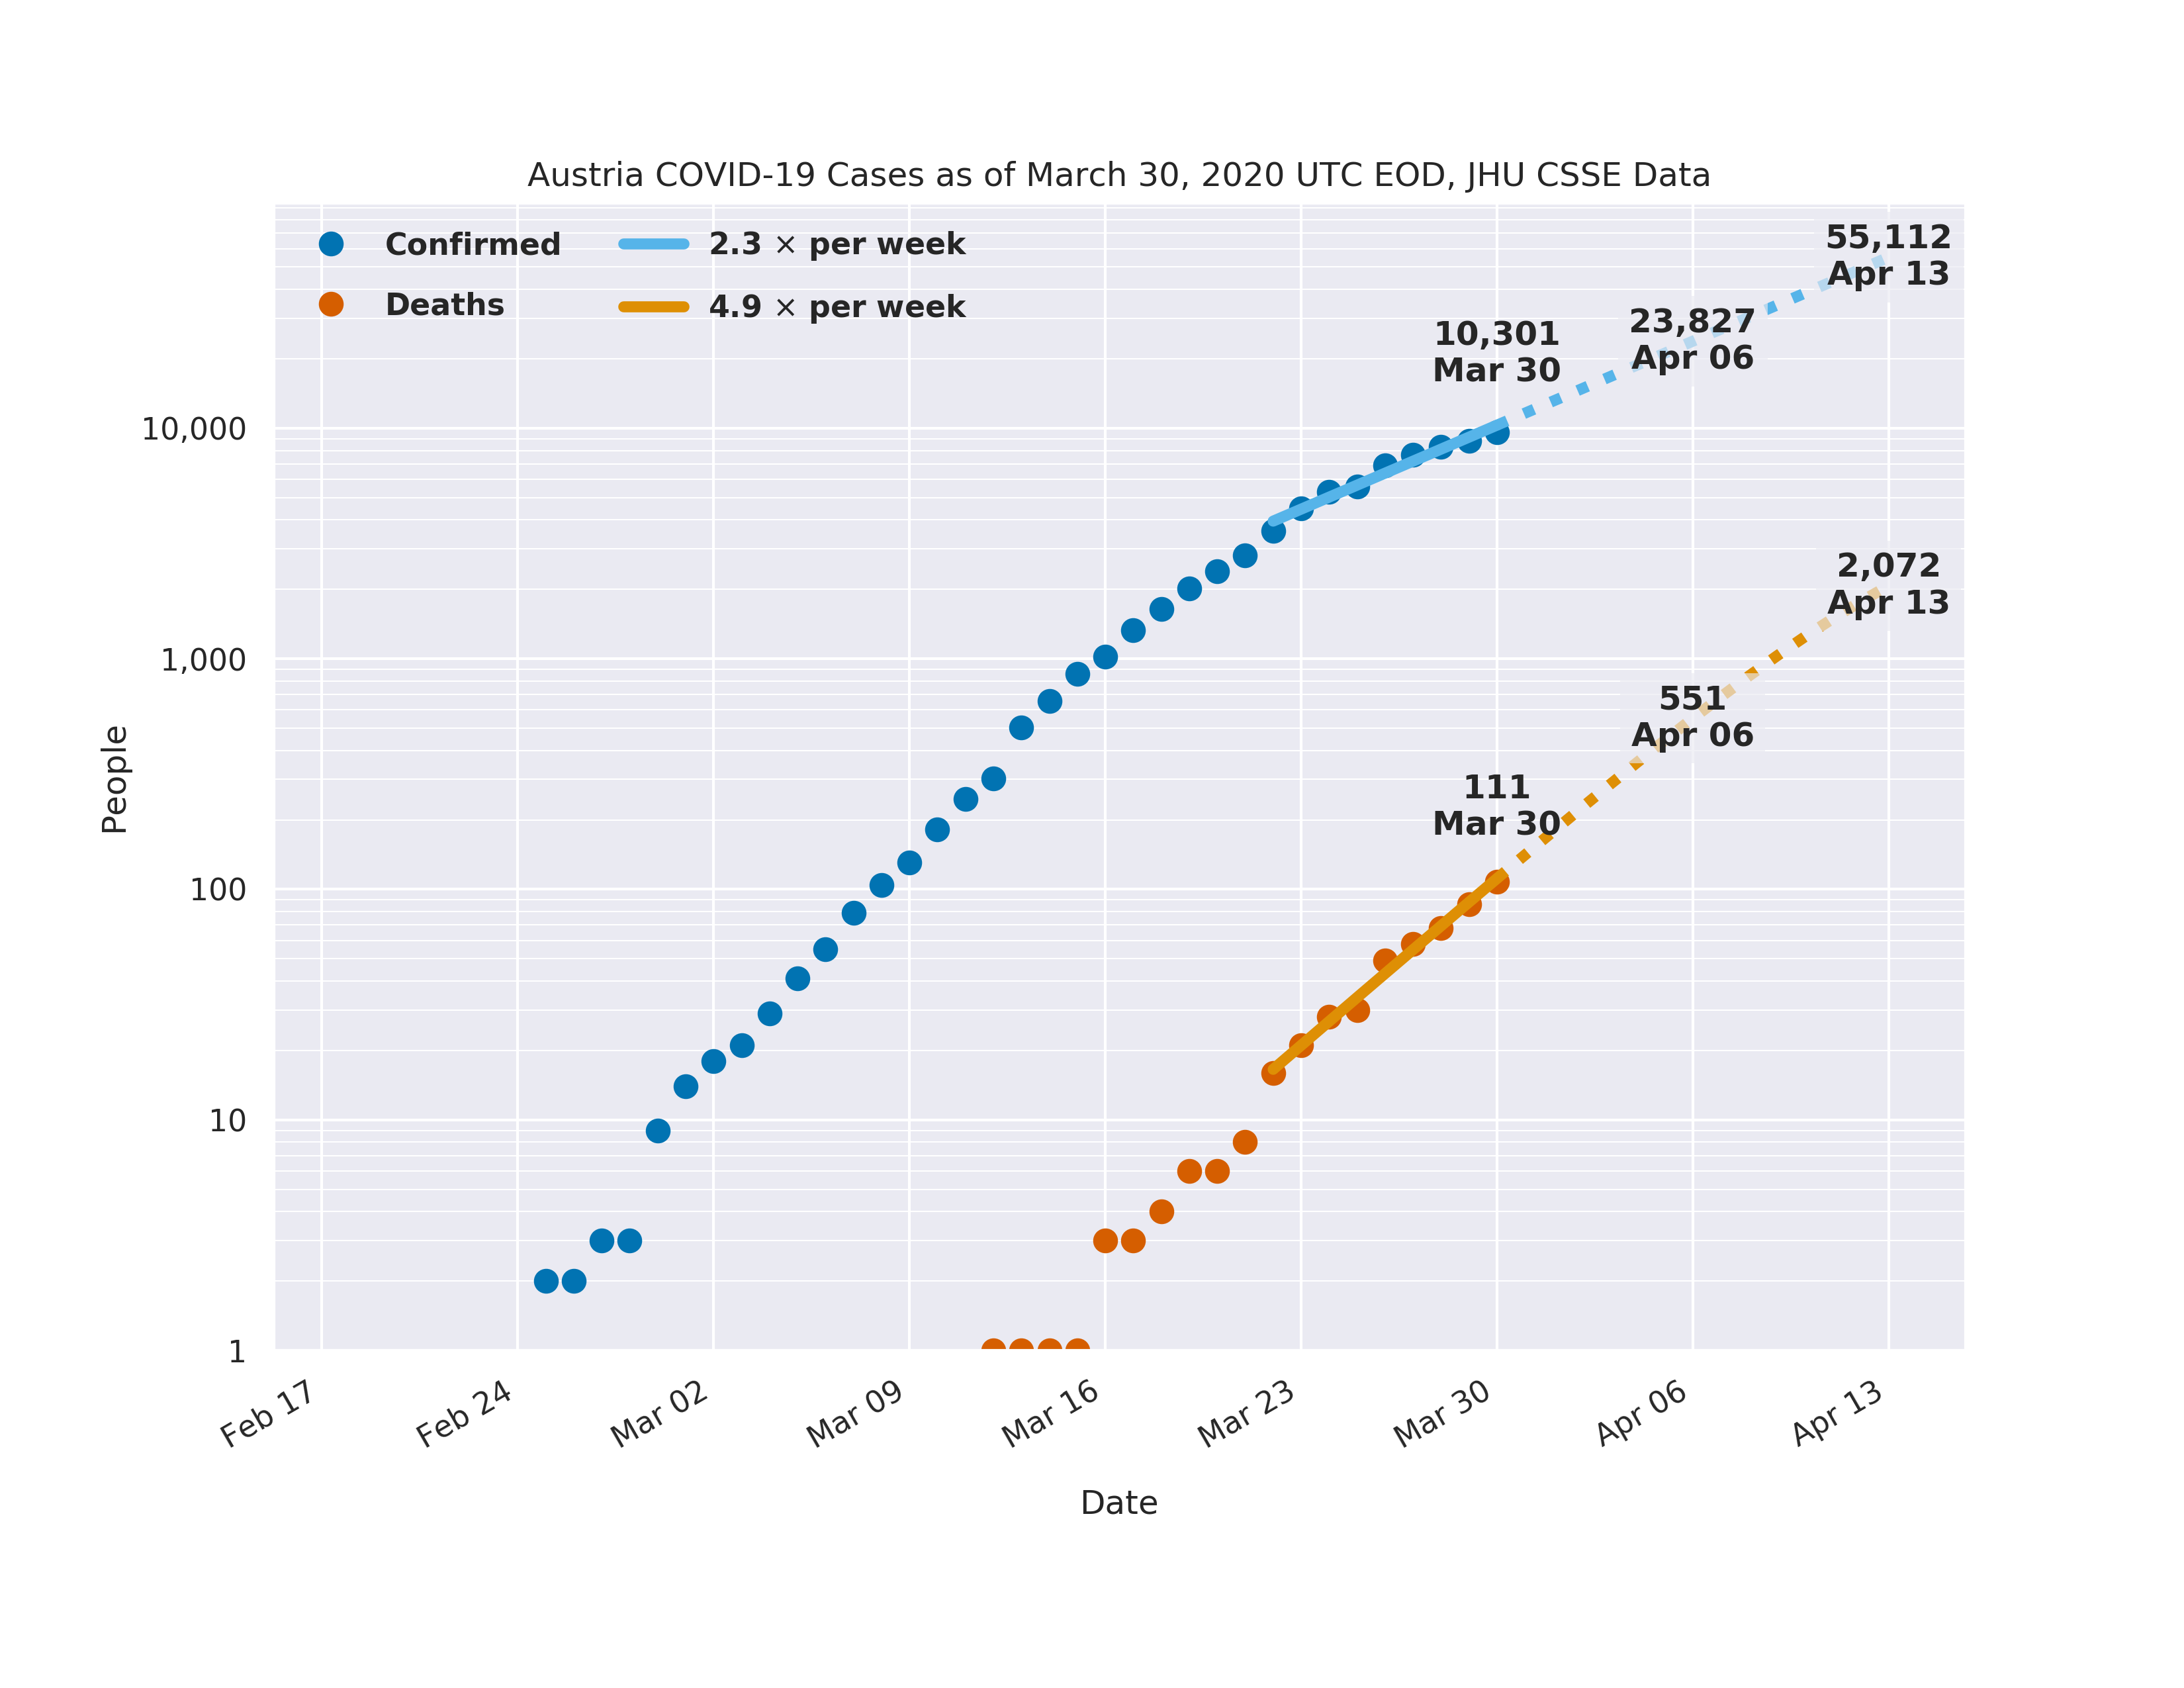 Austria COVID-19 Cases as of March 30, 2020 UTC EOD, JHU CSSE Data
Confirmed
Deaths
2.3 × per week
4.9 × per week
55,112
Apr 13
23,827
Apr 06
10,301
Mar 30
2,072
Apr 13
551
Apr 06
111
Mar 30
People
10,000
1,000
100
10
1
Feb 17
Feb 24
Mar 02
Mar 09
Mar 16
Mar 23
Mar 30
Apr 06
Apr 13
Date